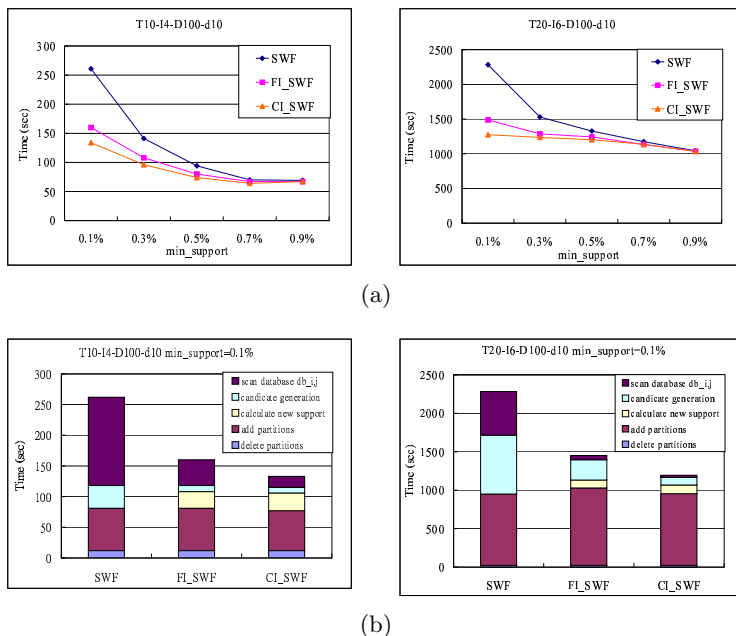 T10-I4-D100-d10
300
250
200
150
100
50
0
Time (sec)
SWF
FI_SWF
CI_SWF
0.1% 0.3% 0.5% 0.7% 0.9%
min_support
T20-I6-D100-d10
2500
2000
1500
1000
500
0
Time (sec)
SWF
FI_SWF
CI_SWF
0.1% 0.3% 0.5% 0.7% 0.9%
min_support
(a)
T10-I4-D100-d10 min_support=0.1%
300
250
200
150
100
50
0
Time (sec)
scan database db_i,j
candicate generation
calculate new support
add partitions
delete partitions
SWF FI_SWF CI_SWF
T20-I6-D100-d10 min_support=0.1%
2500
2000
1500
1000
500
0
Time (sec)
scan database db_i,j
candicate generation
calculate new support
add partitions
delete partitions
SWF FI_SWF CI_SWF
(b)